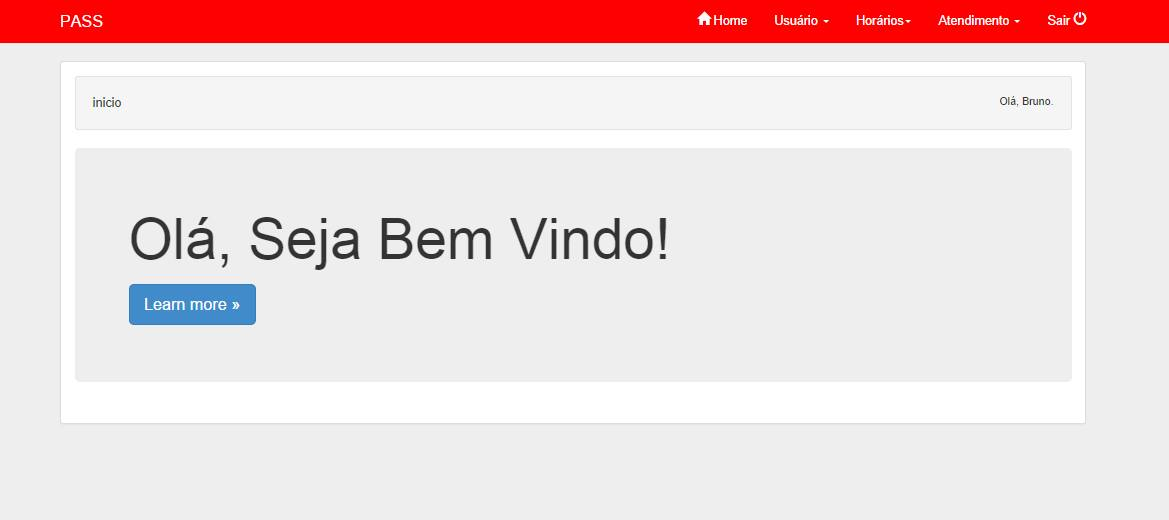 PASS Home Usuário Horários Atendimento Sair
inicio Olá, Bruno.
Olá, Seja Bem Vindo!
Learn more »